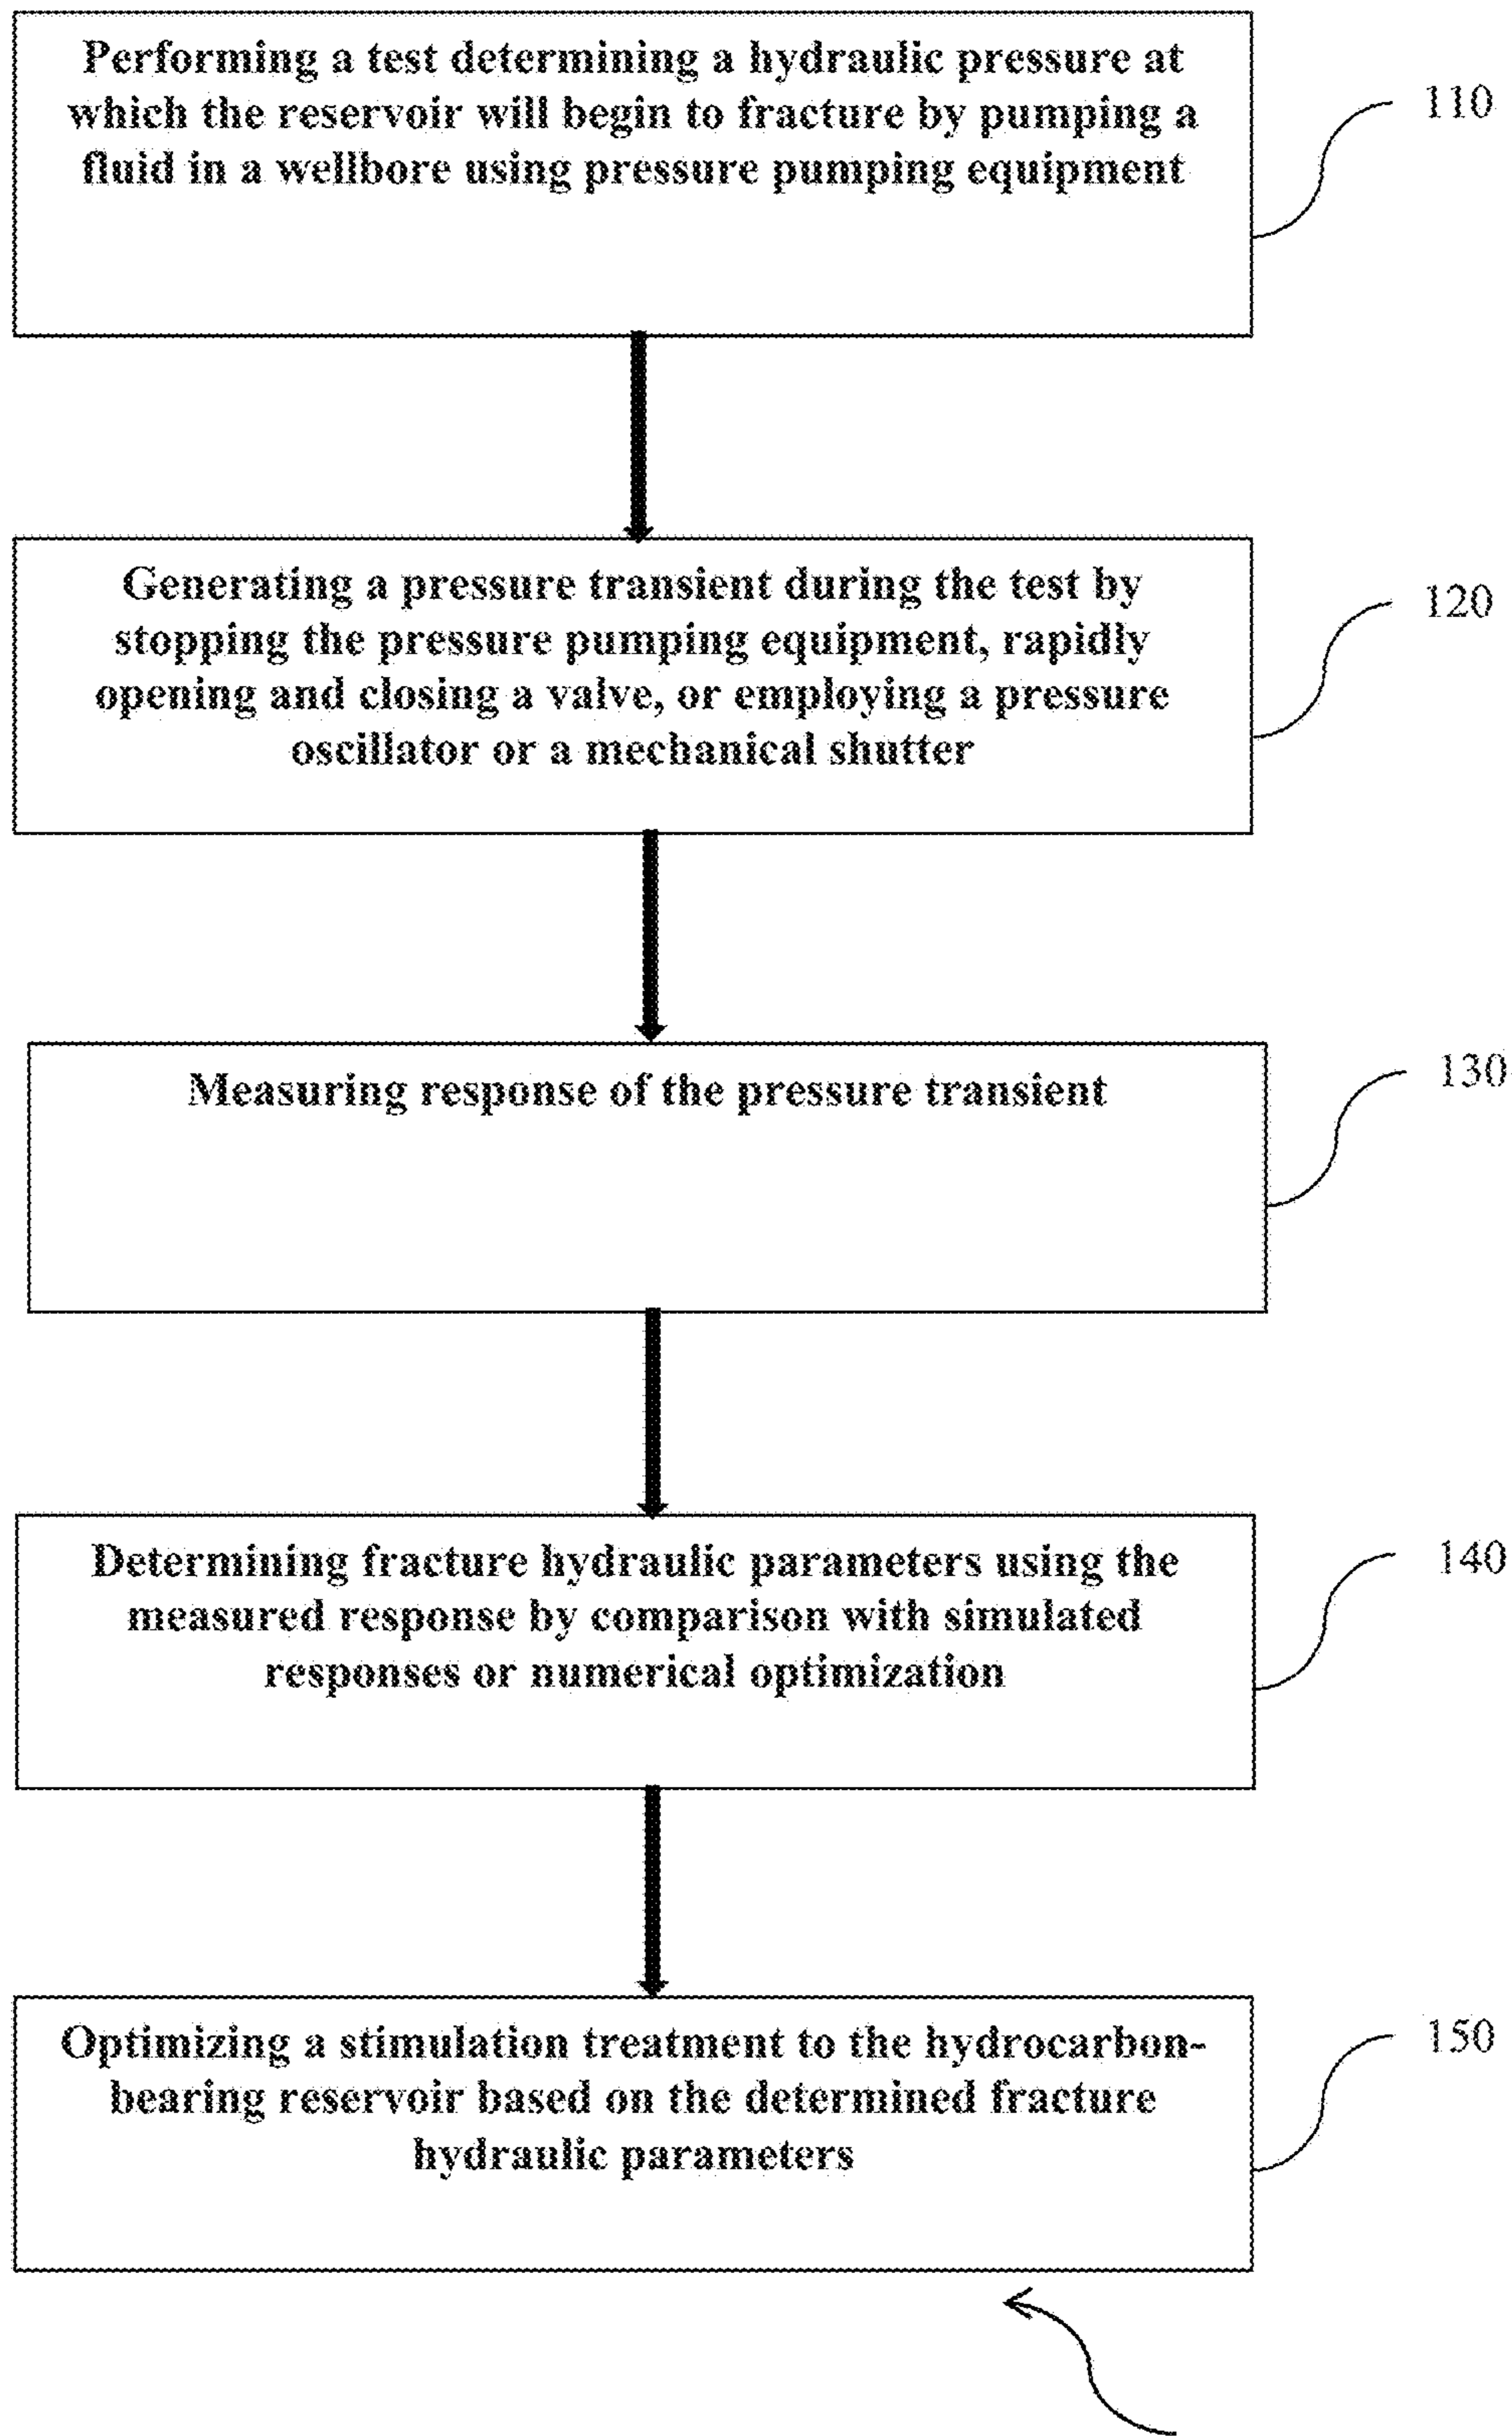 Performing a test determining a hydraulic pressure at
which the reservoir will begin to fracture by pumping a
fluid in a wellbore using pressure pumping equipment
110
Generating a pressure transient during the test by
stopping the pressure pumping equipment, rapidly
opening and closing a valve, or employing a pressure
oscillator or a mechanical shutter
120
Measuring response of the pressure transient
130
Determining fracture hydraulic parameters using the
measured response by comparison with simulated
responses or numerical optimization
140
Optimizing a stimulation treatment to the hydrocarbon-
bearing reservoir based on the determined fracture
hydraulic parameters
150